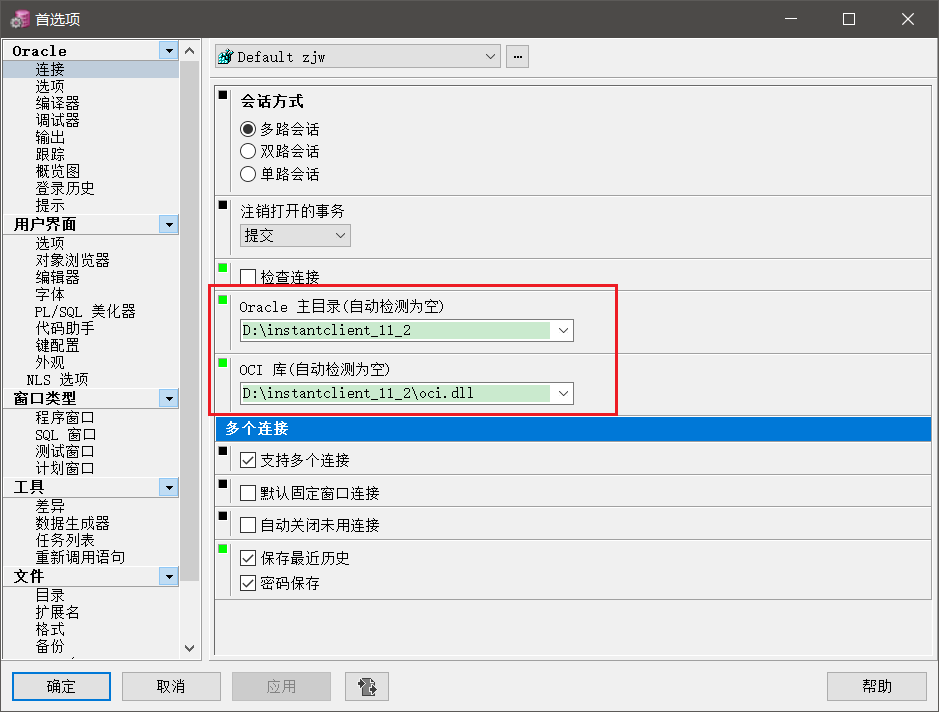 首选项
Oracle
连接
选项
编译器
调试器
输出
跟踪
概览图
登录历史
提示
用户界面
选项
对象浏览器
编辑器
字体
PL/SQL 美化器
代码助手
键配置
外观
NLS 选项
窗口类型
程序窗口
SQL 窗口
测试窗口
计划窗口
工具
差异
数据生成器
任务列表
重新调用语句
文件
目录
扩展名
格式
备份
Default zjw
...
会话方式
多路会话
双路会话
单路会话
注销打开的事务
提交
检查连接
Oracle 主目录(自动检测为空)
D:\instantclient_11_2
OCI 库(自动检测为空)
D:\instantclient_11_2\oci.dll
多个连接
支持多个连接
默认固定窗口连接
自动关闭未用连接
保存最近历史
密码保存
确定
取消
应用
帮助